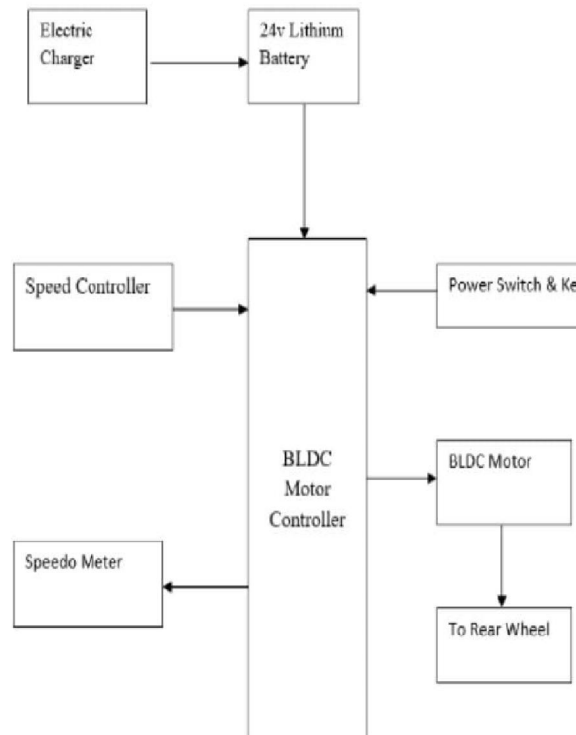 Electric
Charger
24v Lithium
Battery
Speed Controller
Power Switch & Ke
BLDC
Motor
Controller
BLDC Motor
Speedo Meter
To Rear Wheel